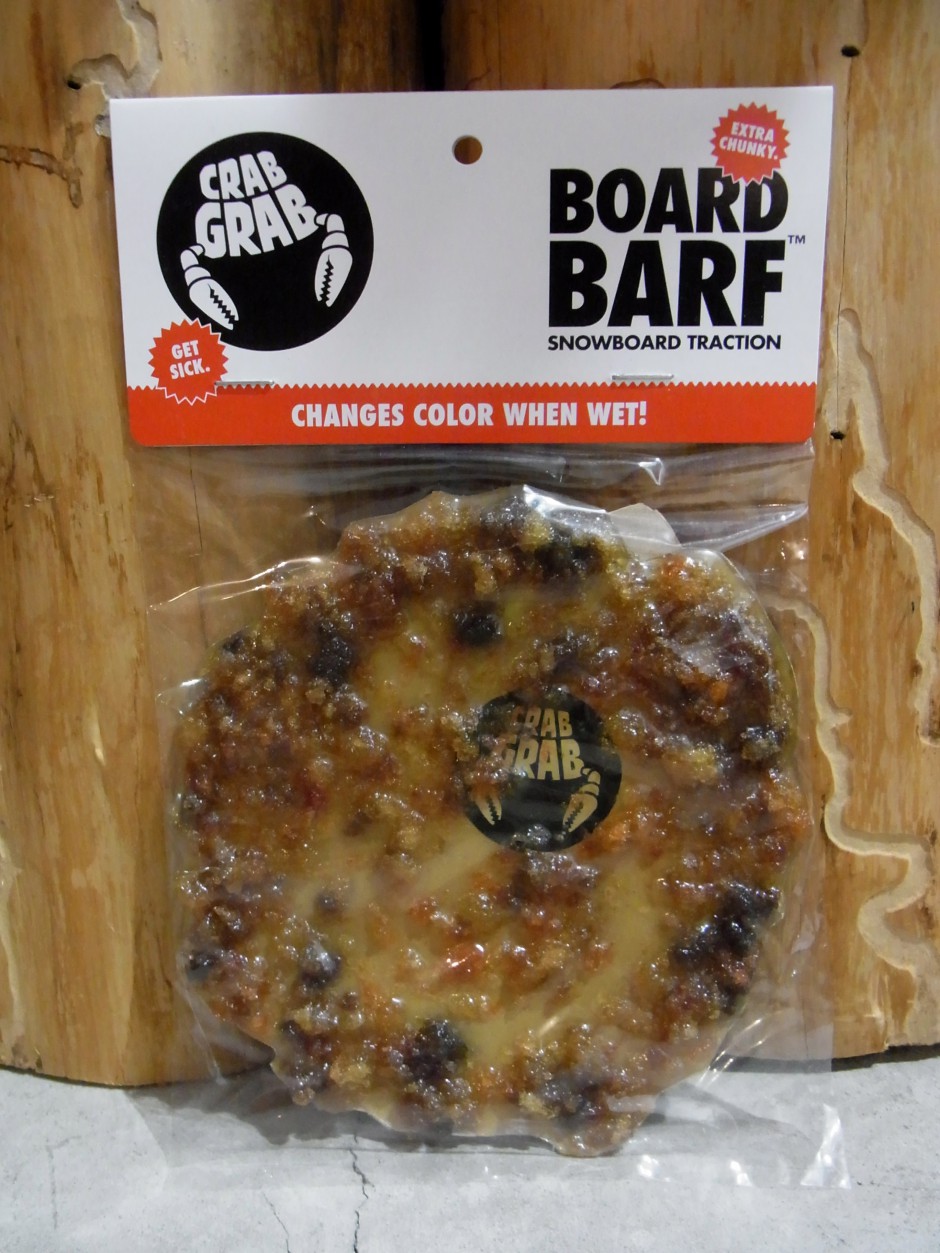 CRAB
GRAB
EXTRA
CHUNKY.
BOARD
BARF™
SNOWBOARD TRACTION
GET
SICK.
CHANGES COLOR WHEN WET!
CRAB
GRAB